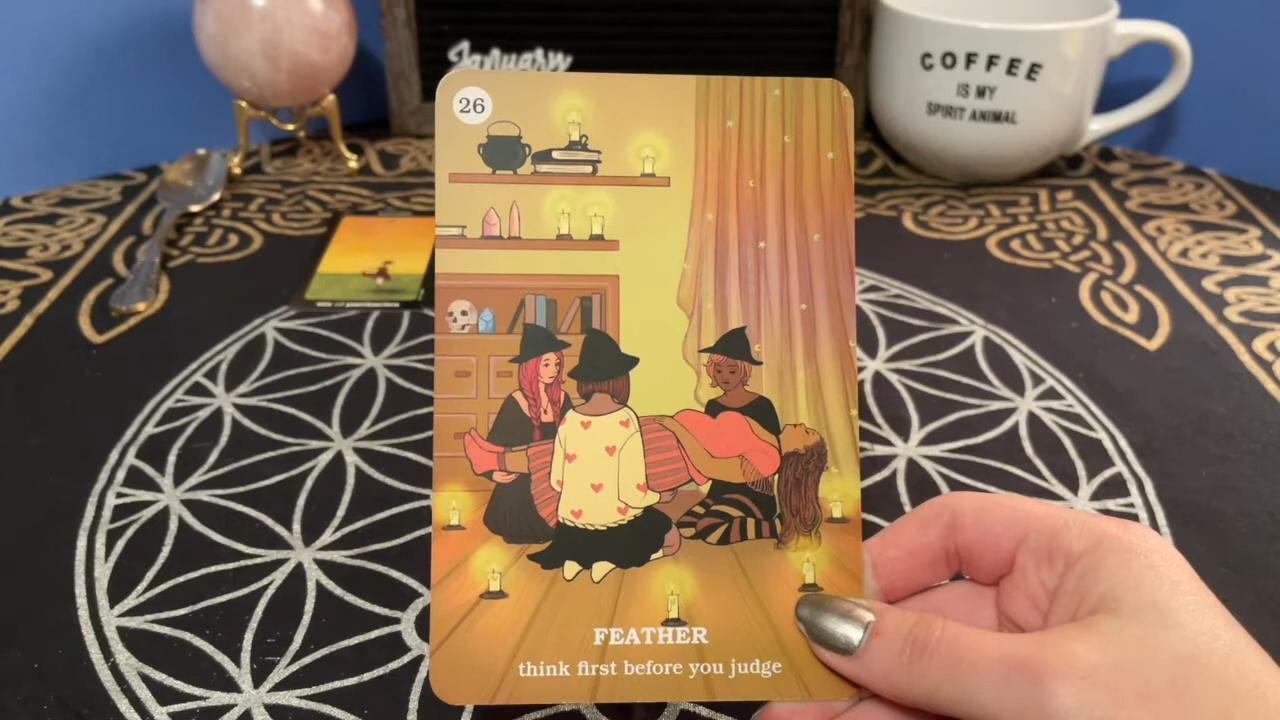 January
COFFEE
IS MY
SPIRIT ANIMAL
26
FEATHER
think first before you judge